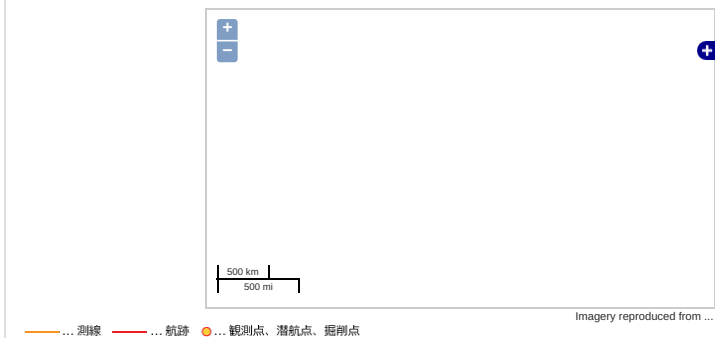 +
−
+
500 km
500 mi
Imagery reproduced from ...
... 測線 ... 航跡 ... 観測点、潜航点、掘削点